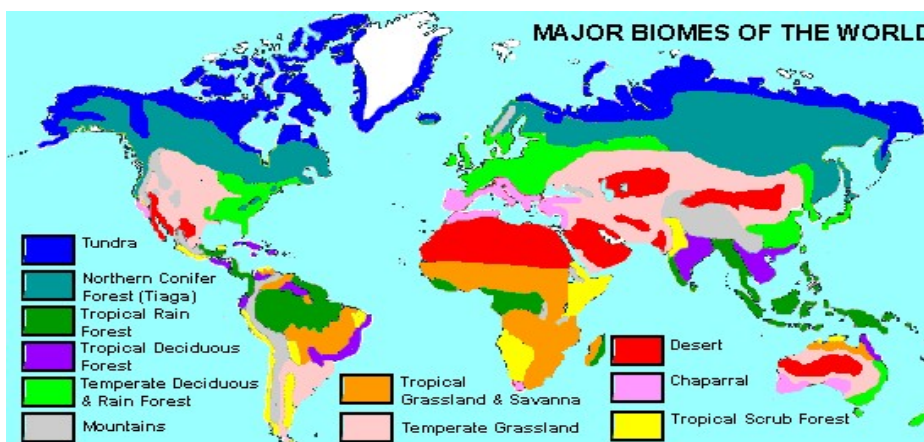 MAJOR BIOMES OF THE WORLD
Tundra
Northern Conifer
Forest (Tiaga)
Tropical Rain
Forest
Tropical Deciduous
Forest
Temperate Deciduous
& Rain Forest
Mountains
Tropical
Grassland & Savanna
Temperate Grassland
Desert
Chaparral
Tropical Scrub Forest